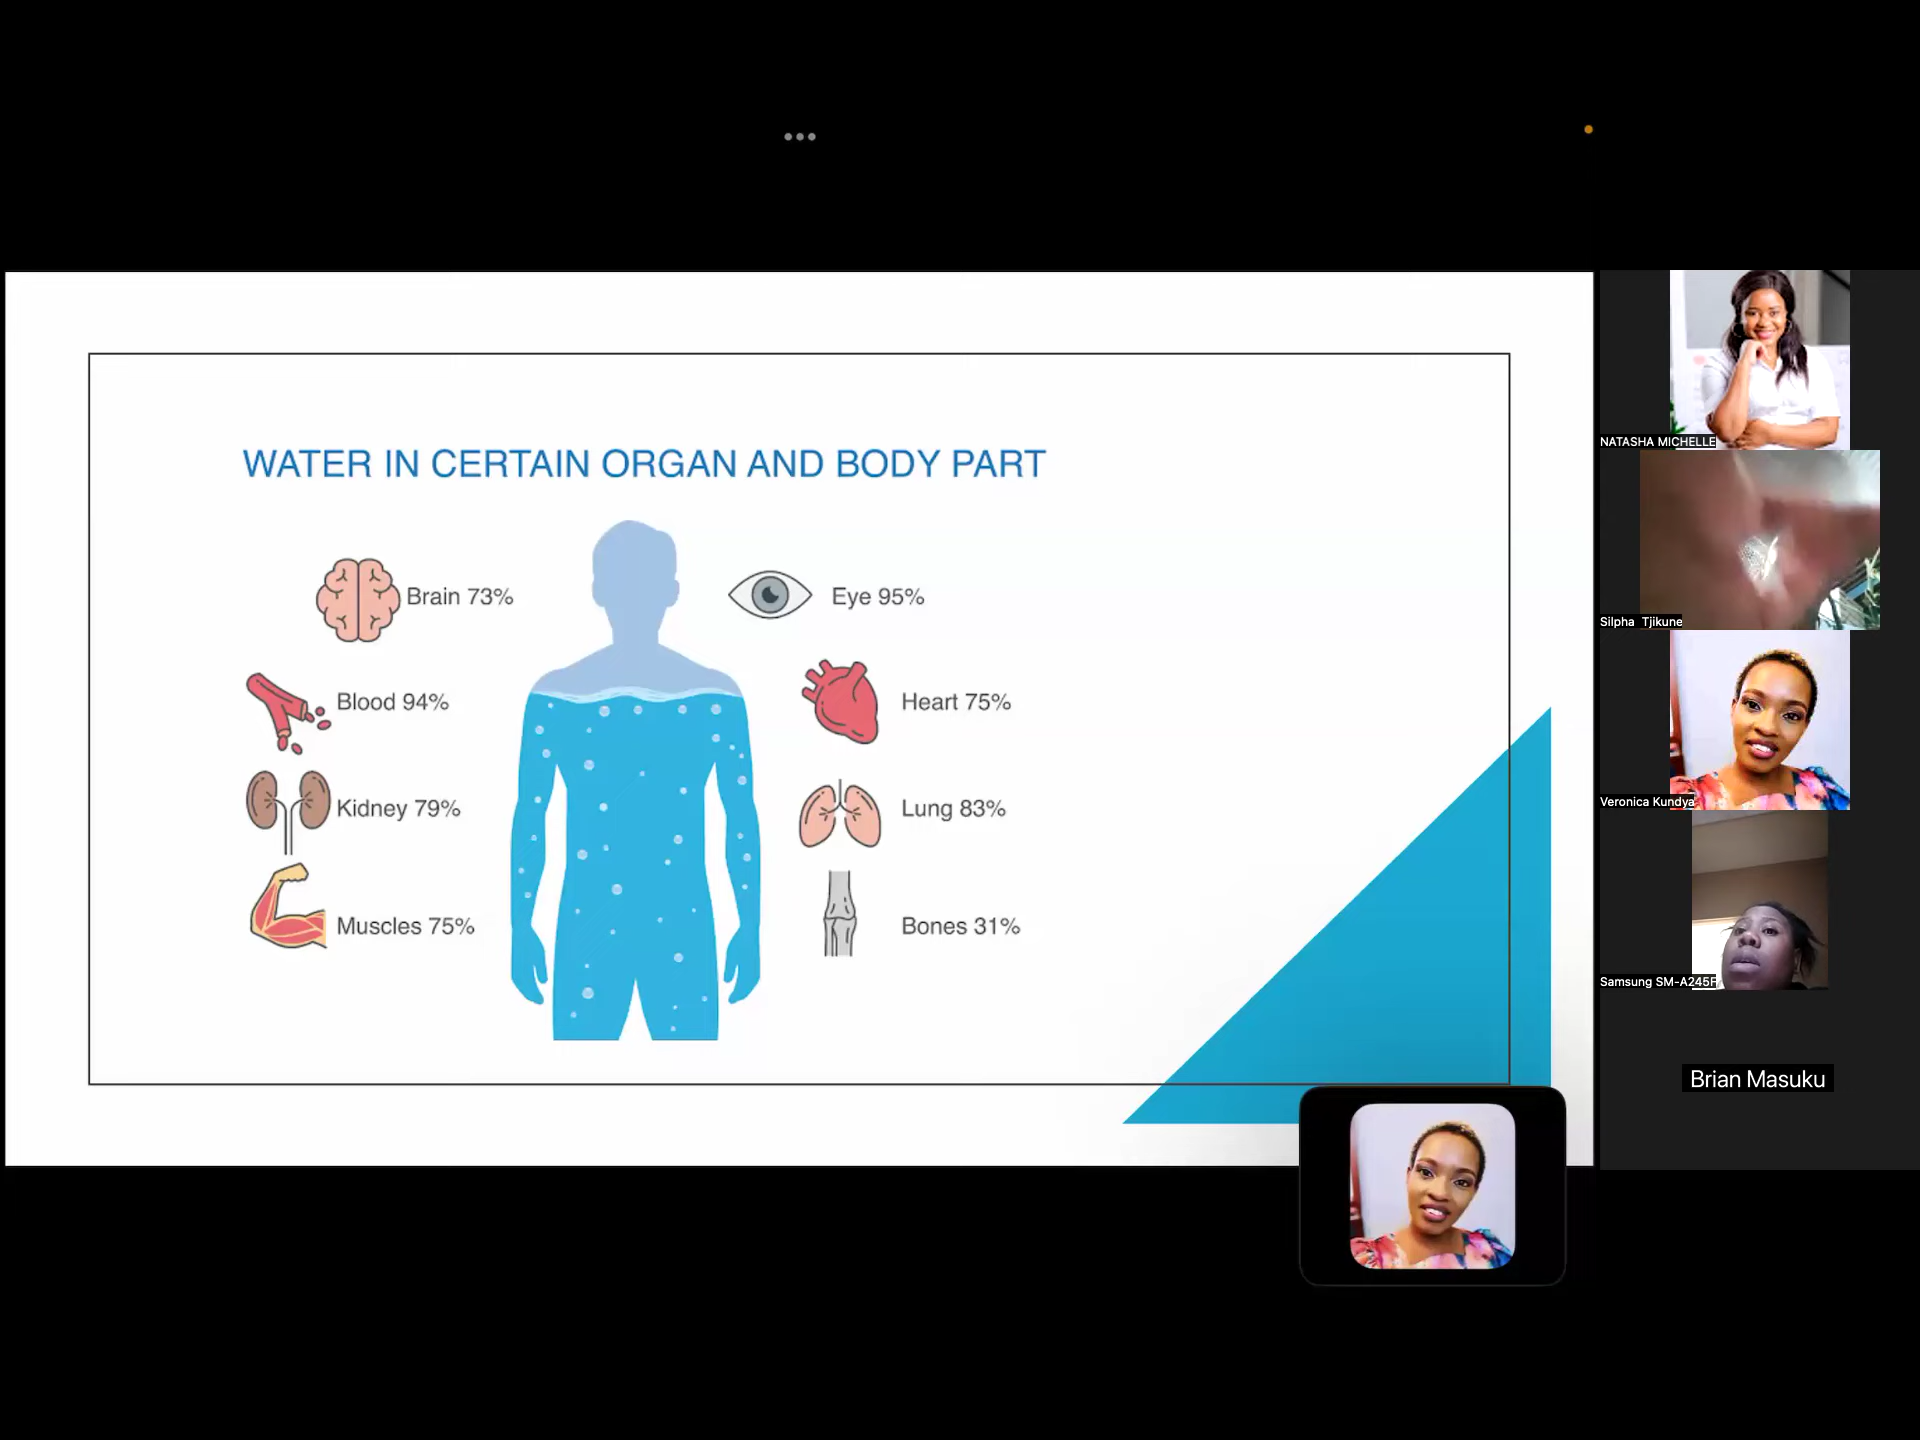 WATER IN CERTAIN ORGAN AND BODY PART
Brain 73%
Eye 95%
Blood 94%
Heart 75%
Kidney 79%
Lung 83%
Muscles 75%
Bones 31%
NATASHA MICHELLE
Silpha Tjikune
Veronica Kundya
Samsung SM-A245F
Brian Masuku